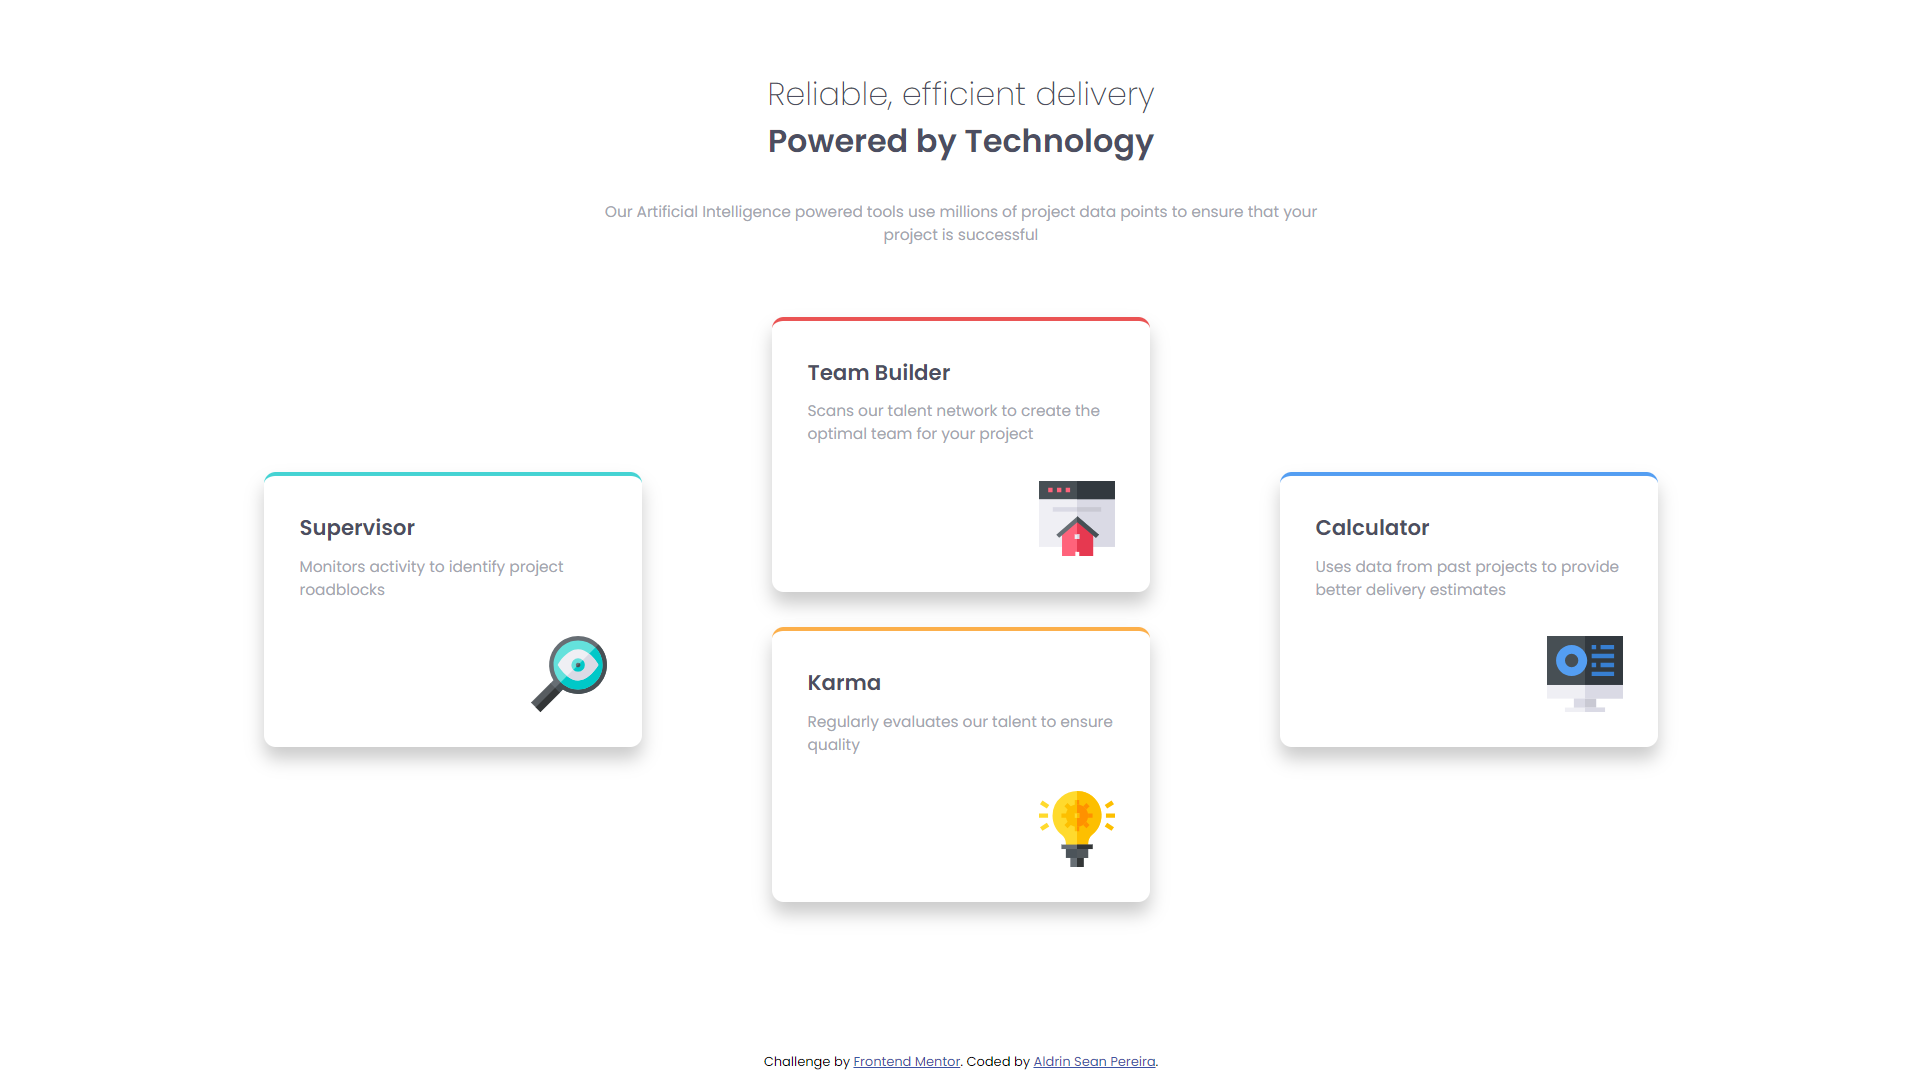 Reliable, efficient delivery
Powered by Technology
Our Artificial Intelligence powered tools use millions of project data points to ensure that your
project is successful
Supervisor
Monitors activity to identify project
roadblocks
Team Builder
Scans our talent network to create the
optimal team for your project
Karma
Regularly evaluates our talent to ensure
quality
Calculator
Uses data from past projects to provide
better delivery estimates
Challenge by Frontend Mentor. Coded by Aldrin Sean Pereira.